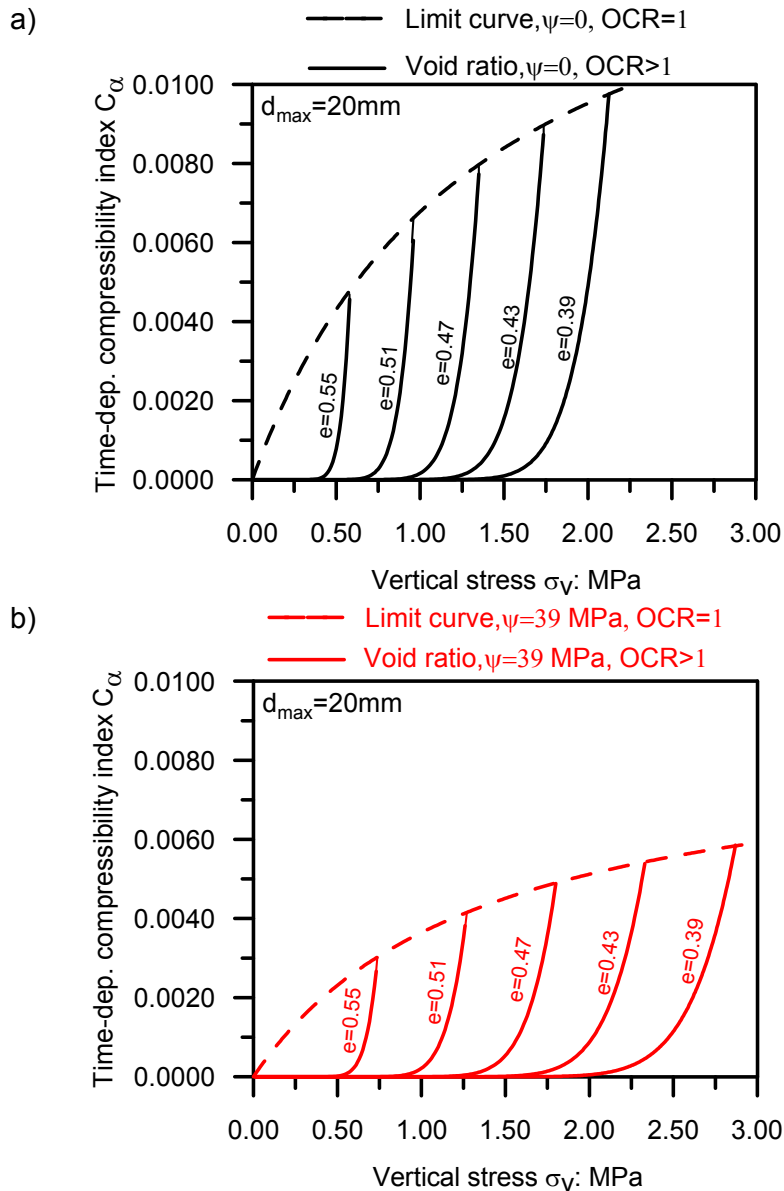 a)
Limit curve,ψ=0, OCR=1
Void ratio,ψ=0, OCR>1
dmax=20mm
Time-dep. compressibility index Cα
0.0100
0.0080
0.0060
0.0040
0.0020
0.0000
e=0.55
e=0.51
e=0.47
e=0.43
e=0.39
0.00 0.50 1.00 1.50 2.00 2.50 3.00
Vertical stress σv: MPa
b)
Limit curve,ψ=39 MPa, OCR=1
Void ratio,ψ=39 MPa, OCR>1
dmax=20mm
Time-dep. compressibility index Cα
0.0100
0.0080
0.0060
0.0040
0.0020
0.0000
e=0.55
e=0.51
e=0.47
e=0.43
e=0.39
0.00 0.50 1.00 1.50 2.00 2.50 3.00
Vertical stress σv: MPa